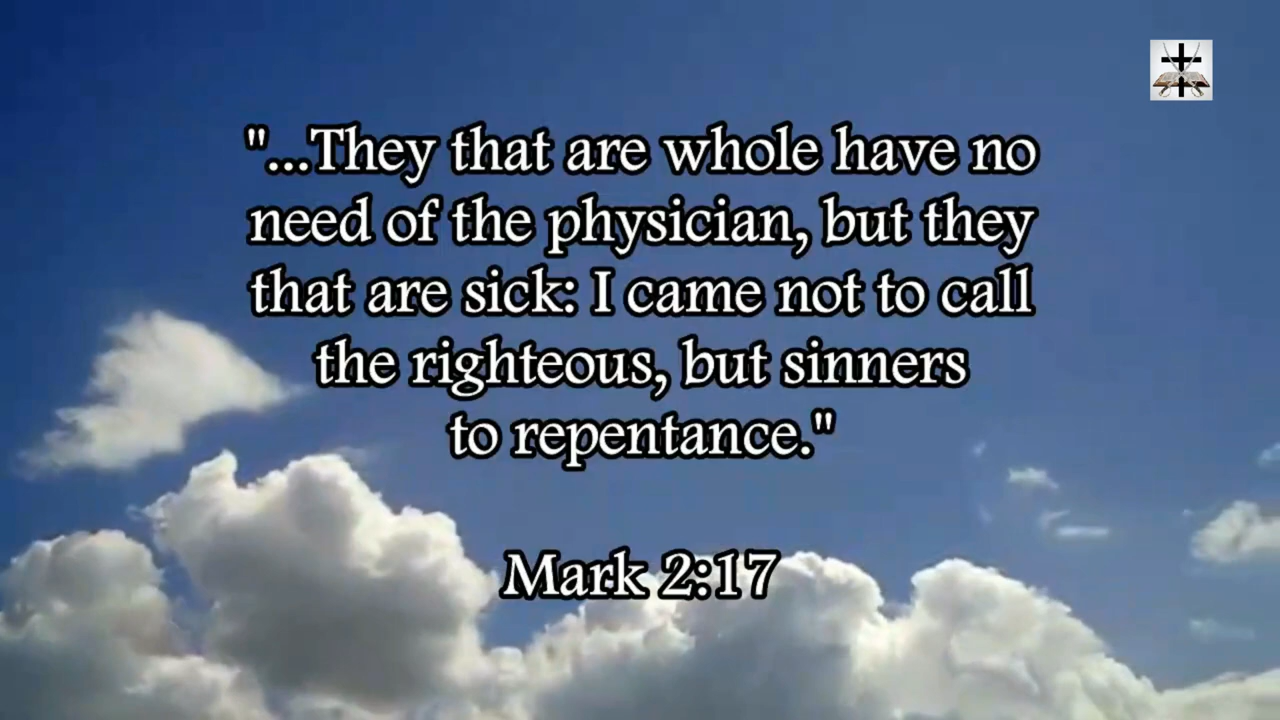 "...They that are whole have no
need of the physician, but they
that are sick: I came not to call
the righteous, but sinners
to repentance."
Mark 2:17